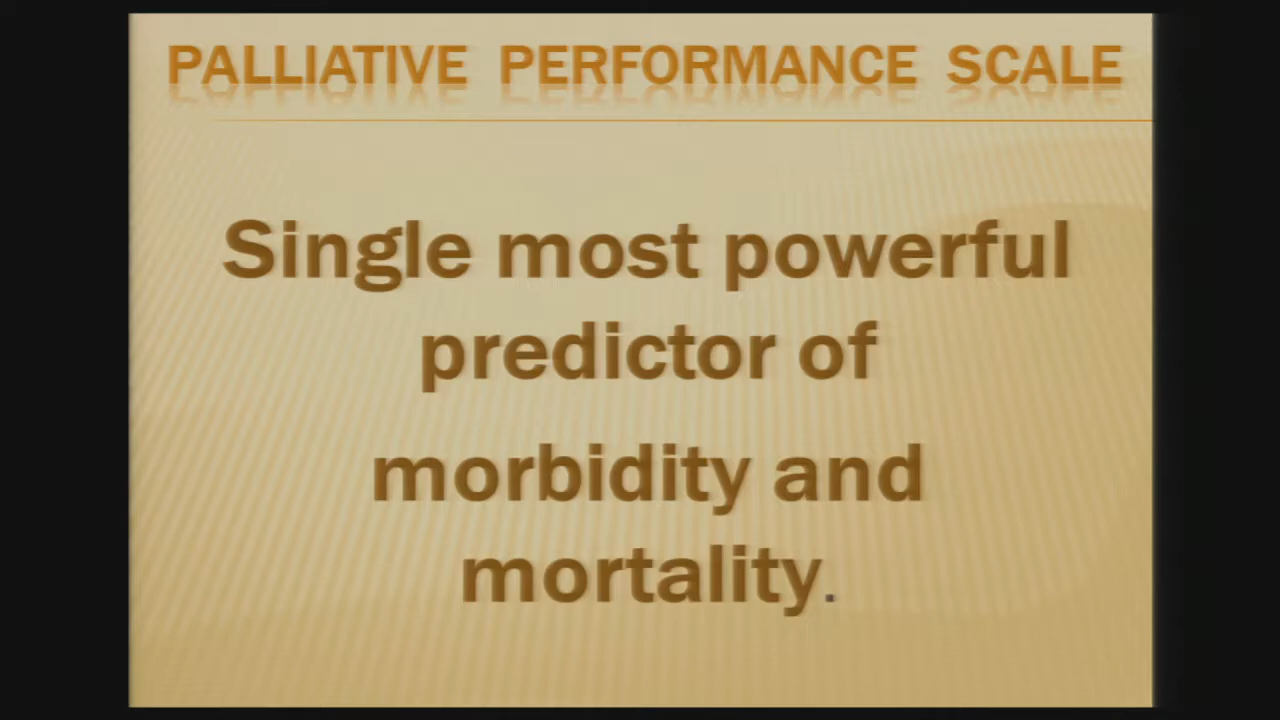 PALLIATIVE PERFORMANCE SCALE
Single most powerful
predictor of
morbidity and
mortality.